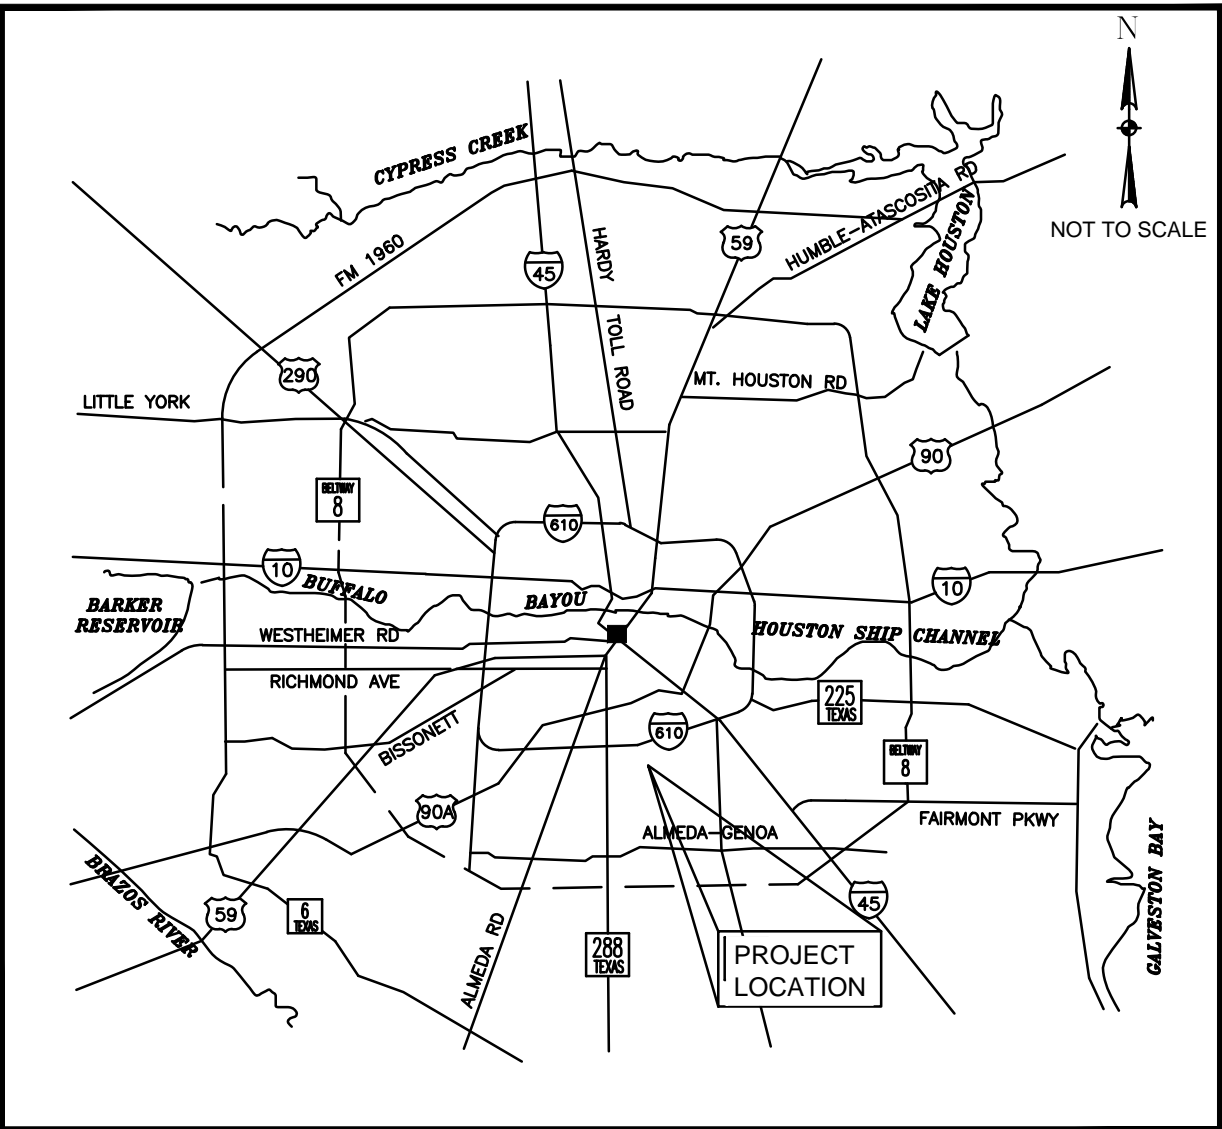 N
NOT TO SCALE
CYPRESS CREEK
FM 1960
45
HARDY
TOLL ROAD
59
HUMBLE-ATASCOSITA RD
LAKE HOUSTON
290
LITTLE YORK
MT. HOUSTON RD
90
BELTWAY
8
610
10
BUFFALO
BAYOU
10
BARKER
RESERVOIR
WESTHEIMER RD
HOUSTON SHIP CHANNEL
RICHMOND AVE
225
TEXAS
BISSONETT
610
BELTWAY
8
90A
ALMEDA-GENOA
FAIRMONT PKWY
BRAZOS RIVER
59
6
TEXAS
ALMEDA RD
288
TEXAS
45
GALVESTON BAY
PROJECT
LOCATION